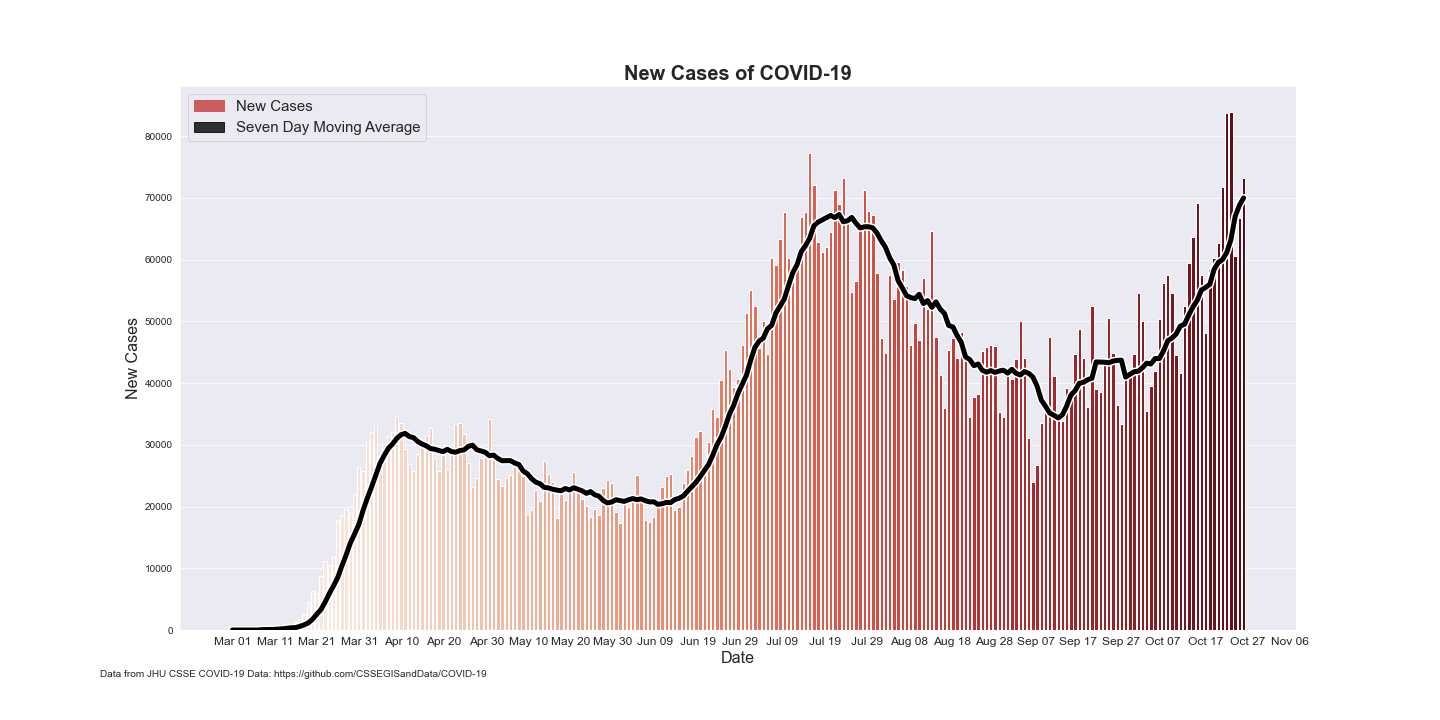 New Cases of COVID-19
New Cases
Seven Day Moving Average
80000
70000
60000
50000
40000
30000
20000
10000
0
New Cases
Mar 01 Mar 11 Mar 21 Mar 31 Apr 10 Apr 20 Apr 30 May 10 May 20 May 30 Jun 09 Jun 19 Jun 29 Jul 09 Jul 19 Jul 29 Aug 08 Aug 18 Aug 28 Sep 07 Sep 17 Sep 27 Oct 07 Oct 17 Oct 27 Nov 06
Date
Data from JHU CSSE COVID-19 Data: https://github.com/CSSEGISandData/COVID-19